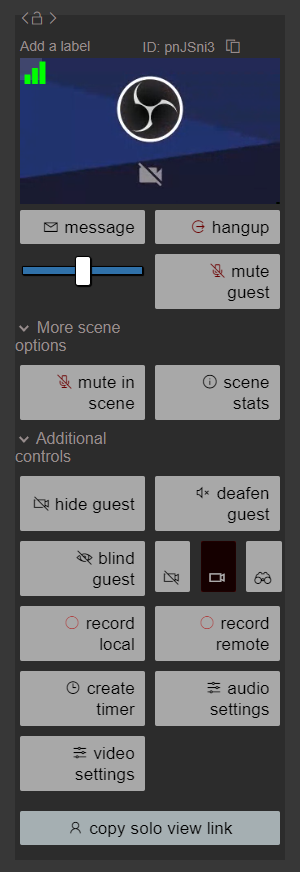 Add a label ID: pnJSni3
message hangup
mute
guest
More scene
options
mute in
scene
scene
stats
Additional
controls
hide guest
deafen
guest
blind
guest
record
local
record
remote
create
timer
audio
settings
video
settings
copy solo view link